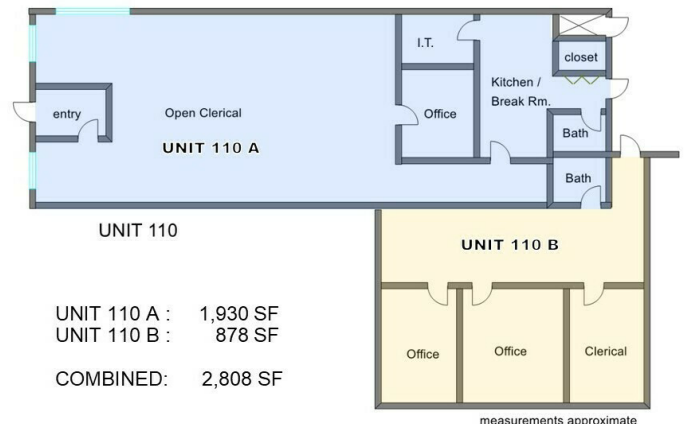 I.T.
closet
Kitchen /
Break Rm.
entry
Open Clerical
Office
Bath
UNIT 110 A
Bath
UNIT 110
UNIT 110 B
UNIT 110 A : 1,930 SF
UNIT 110 B : 878 SF
Office
Office
Clerical
COMBINED: 2,808 SF
measurements approximate